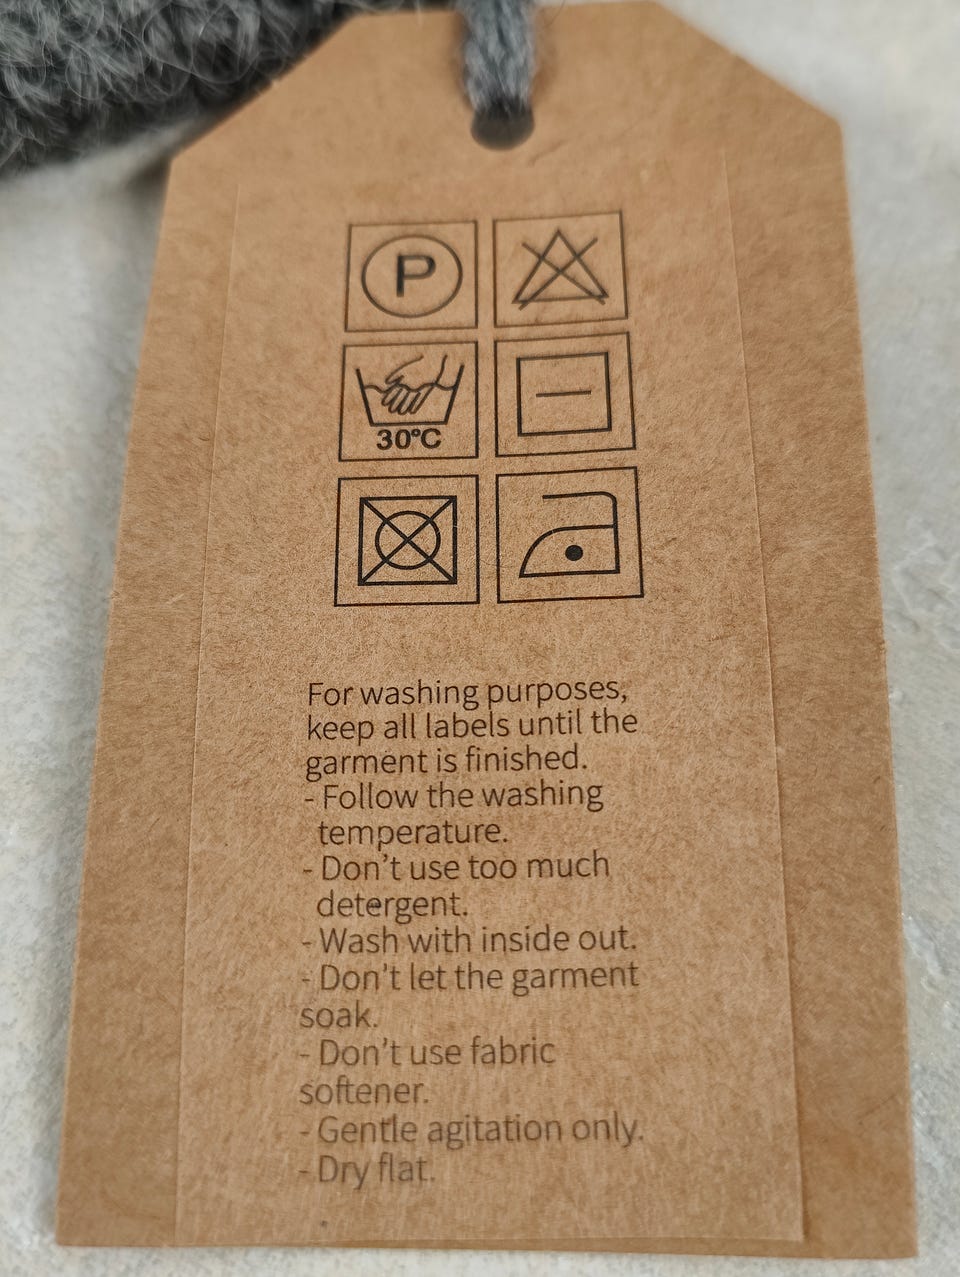 P
30°C
For washing purposes,
keep all labels until the
garment is finished.
- Follow the washing
temperature.
- Don't use too much
detergent.
- Wash with inside out.
- Don't let the garment
soak.
- Don't use fabric
softener.
- Gentle agitation only.
- Dry flat.